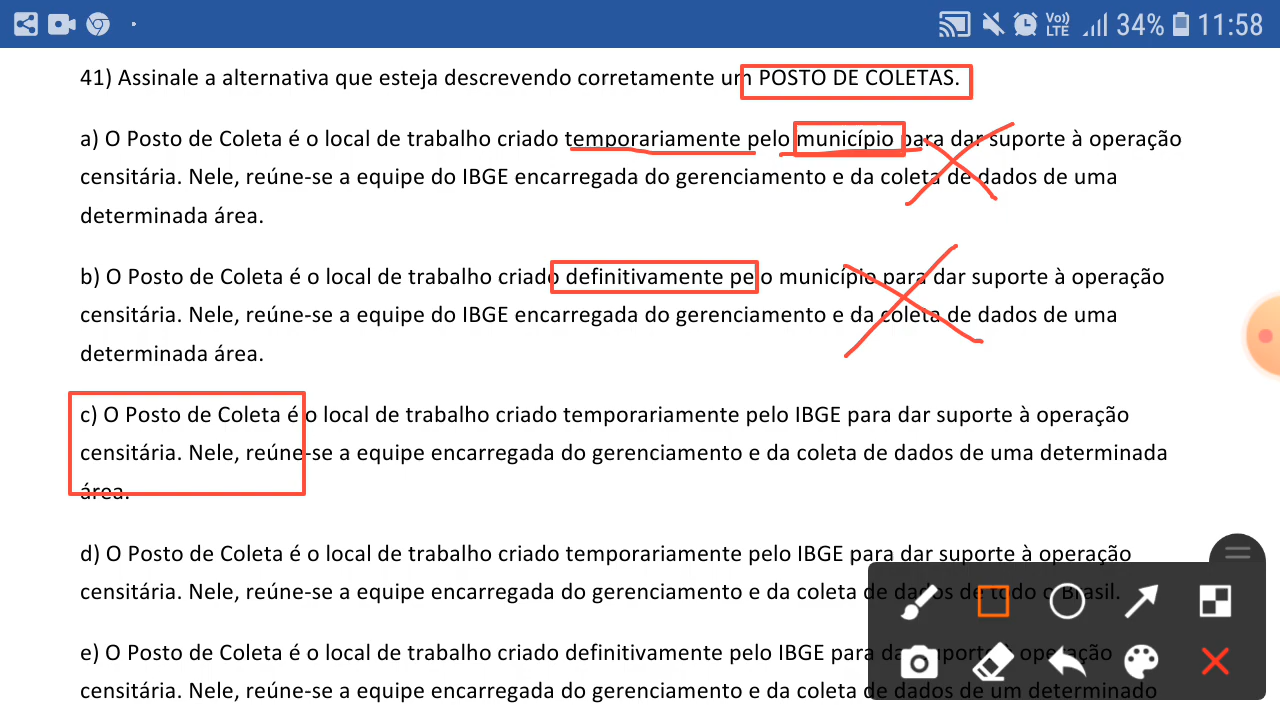 Vo)) LTE 34% 11:58
41) Assinale a alternativa que esteja descrevendo corretamente um POSTO DE COLETAS.
a) O Posto de Coleta é o local de trabalho criado temporariamente pelo município para dar suporte à operação
censitária. Nele, reúne-se a equipe do IBGE encarregada do gerenciamento e da coleta de dados de uma
determinada área.
b) O Posto de Coleta é o local de trabalho criado definitivamente pelo município para dar suporte à operação
censitária. Nele, reúne-se a equipe do IBGE encarregada do gerenciamento e da coleta de dados de uma
determinada área.
c) O Posto de Coleta é o local de trabalho criado temporariamente pelo IBGE para dar suporte à operação
censitária. Nele, reúne-se a equipe encarregada do gerenciamento e da coleta de dados de uma determinada
área.
d) O Posto de Coleta é o local de trabalho criado temporariamente pelo IBGE para dar suporte à operação
censitária. Nele, reúne-se a equipe encarregada do gerenciamento e da coleta de dados de todo o Brasil.
e) O Posto de Coleta é o local de trabalho criado definitivamente pelo IBGE para dar suporte à operação
censitária. Nele, reúne-se a equipe encarregada do gerenciamento e da coleta de dados de um determinado